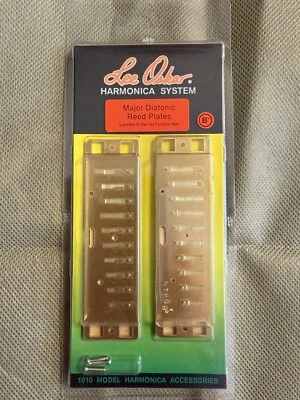 Lee Oskar
HARMONICA SYSTEM
Major Diatonic
Reed Plates
Labeled in the 1st Position Key
1910 MODEL HARMONICA ACCESSORIES